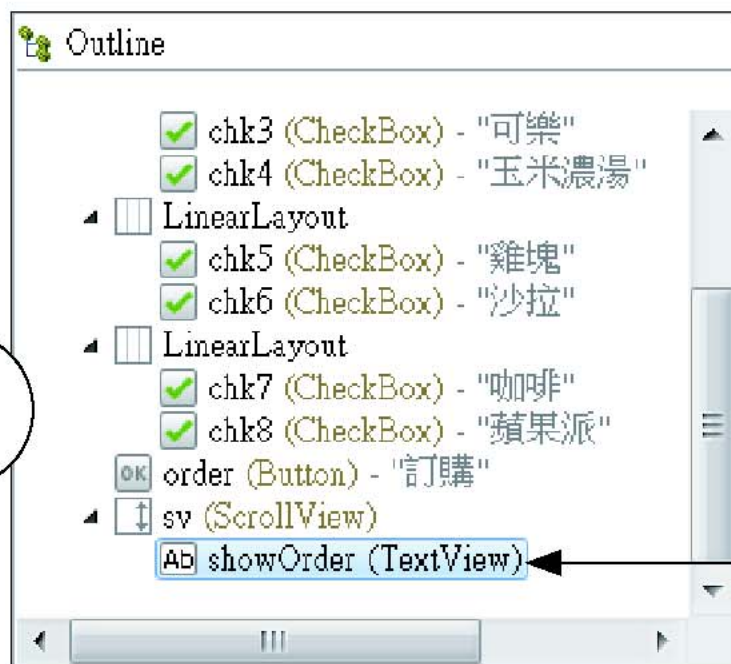 Outline
chk3 (CheckBox) - "可樂"
chk4 (CheckBox) - "玉米濃湯"
LinearLayout
chk5 (CheckBox) - "雞塊"
chk6 (CheckBox) - "沙拉"
LinearLayout
chk7 (CheckBox) - "咖啡"
chk8 (CheckBox) - "蘋果派"
OK order (Button) - "訂購"
sv (ScrollView)
Ab showOrder (TextView)